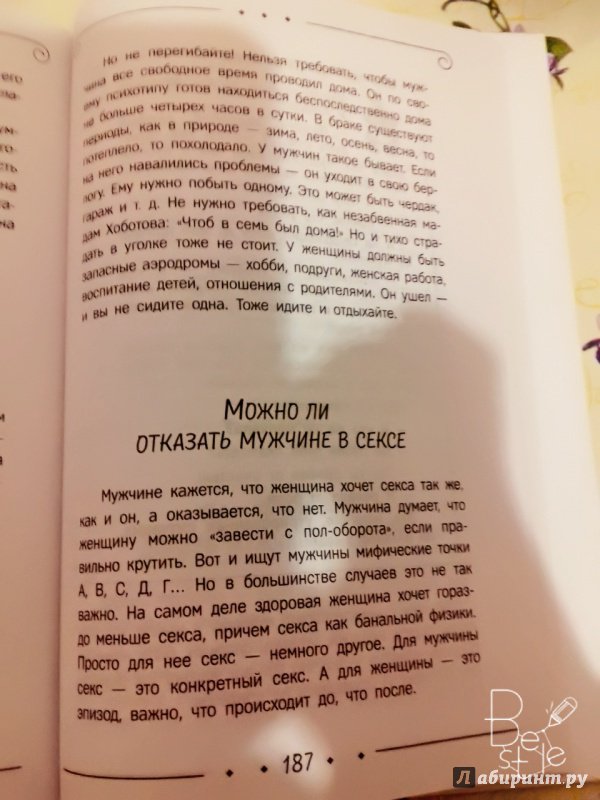 Но не перегибайте! Нельзя требовать, чтобы муж-
чина все свободное время проводил дома. Он по сво-
ему психотипу готов находиться беспоследственно дома
не больше четырех часов в сутки. В браке существуют
периоды, как в природе — зима, лето, осень, весна, то
потеплело, то похолодало. У мужчин такое бывает. Если
на него навалились проблемы — он уходит в свою бер-
логу. Ему нужно побыть одному. Это может быть чердак,
гараж и т. д. Не нужно требовать, как незабвенная ма-
дам Хоботова: «Чтоб в семь был дома!» Но и тихо стра-
дать в уголке тоже не стоит. У женщины должны быть
запасные аэродромы — хобби, подруги, женская работа,
воспитание детей, отношения с родителями. Он ушел —
и вы не сидите одна. Тоже идите и отдыхайте.
Можно ли
отказать мужчине в сексе
Мужчине кажется, что женщина хочет секса так же,
как и он, а оказывается, что нет. Мужчина думает, что
женщину можно «завести с пол-оборота», если пра-
вильно крутить. Вот и ищут мужчины мифические точки
А, В, С, Д, Г... Но в большинстве случаев это не так
важно. На самом деле здоровая женщина хочет гораз-
до меньше секса, причем секса как банальной физики.
Просто для нее секс — немного другое. Для мужчины
секс — это конкретный секс. А для женщины — это
эпизод, важно, что происходит до, что после.
187
Be
style
Лабиринт.ру